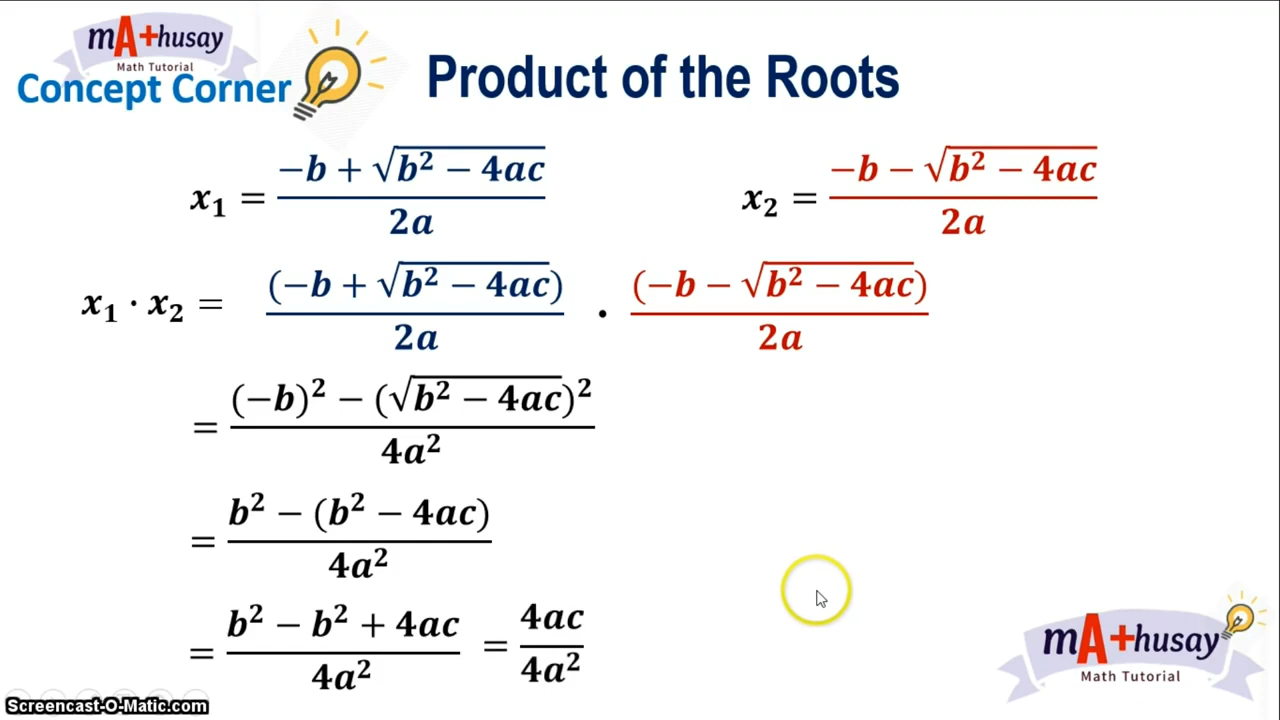 mA+husay
Math Tutorial
Concept Corner
Product of the Roots
x₁ = (−b + √(b² − 4ac))/(2a)
x₂ = (−b − √(b² − 4ac))/(2a)
x₁ · x₂ = (−b + √(b² − 4ac))/(2a) . (−b − √(b² − 4ac))/(2a)
= ((−b)² − (√(b² − 4ac))²)/(4a²)
= (b² − (b² − 4ac))/(4a²)
= (b² − b² + 4ac)/(4a²) = (4ac)/(4a²)
mA+husay
Math Tutorial
Screencast-O-Matic.com